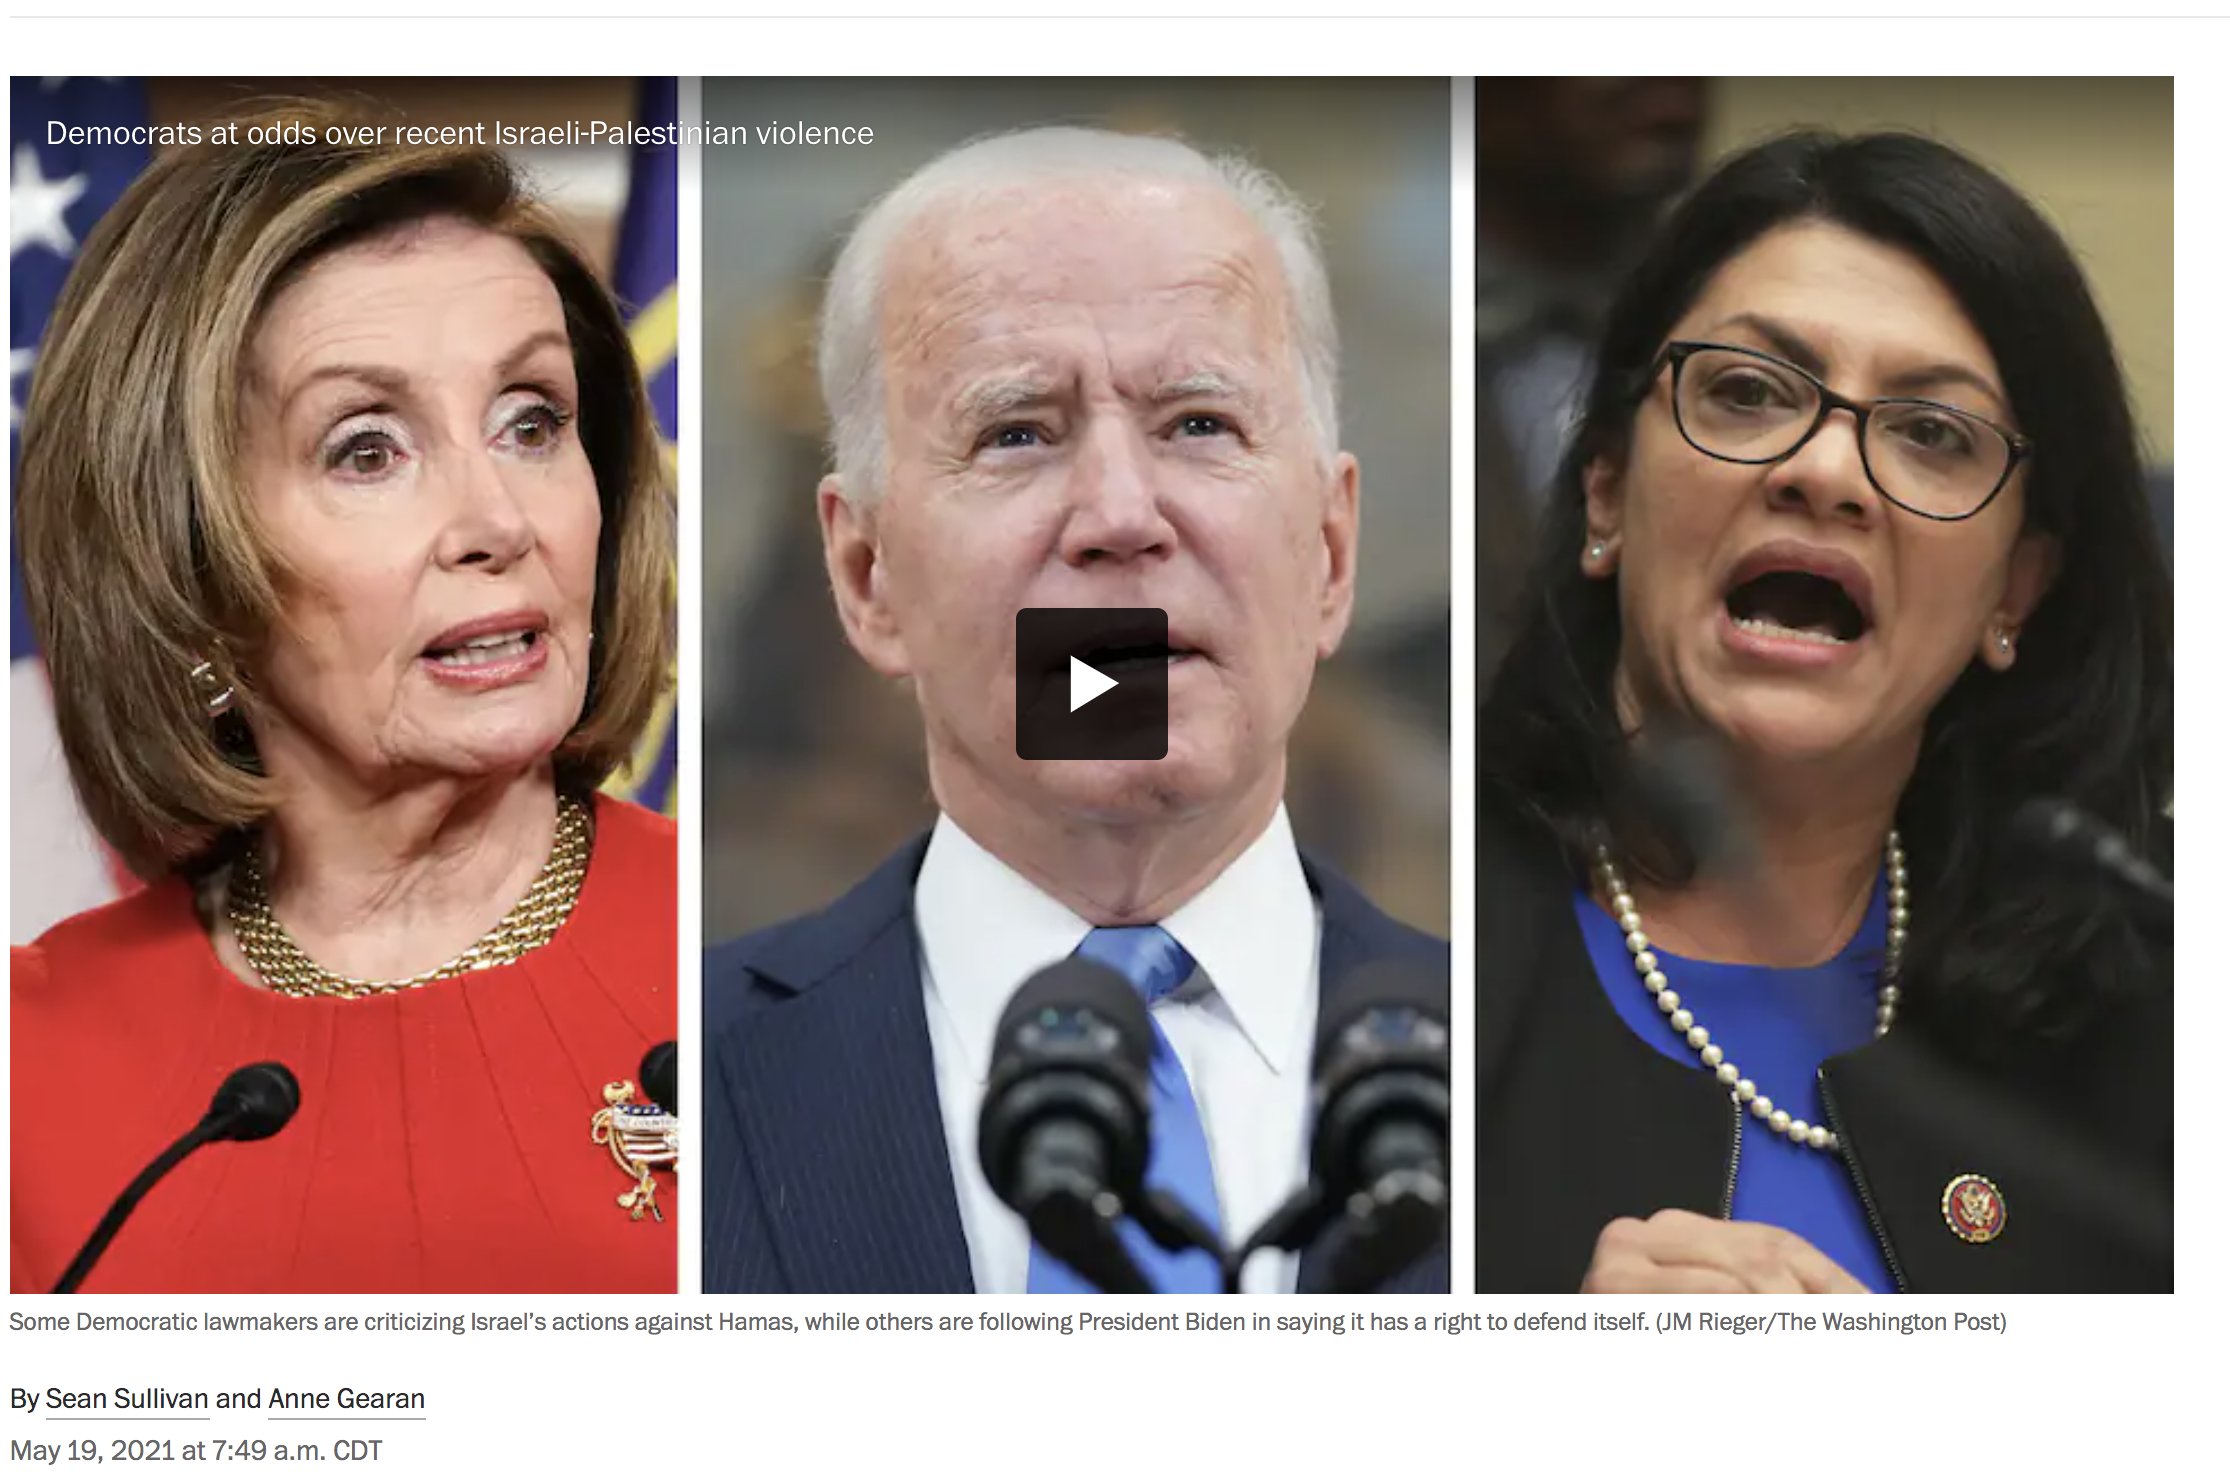 Democrats at odds over recent Israeli-Palestinian violence
Some Democratic lawmakers are criticizing Israel’s actions against Hamas, while others are following President Biden in saying it has a right to defend itself. (JM Rieger/The Washington Post)
By Sean Sullivan and Anne Gearan
May 19, 2021 at 7:49 a.m. CDT